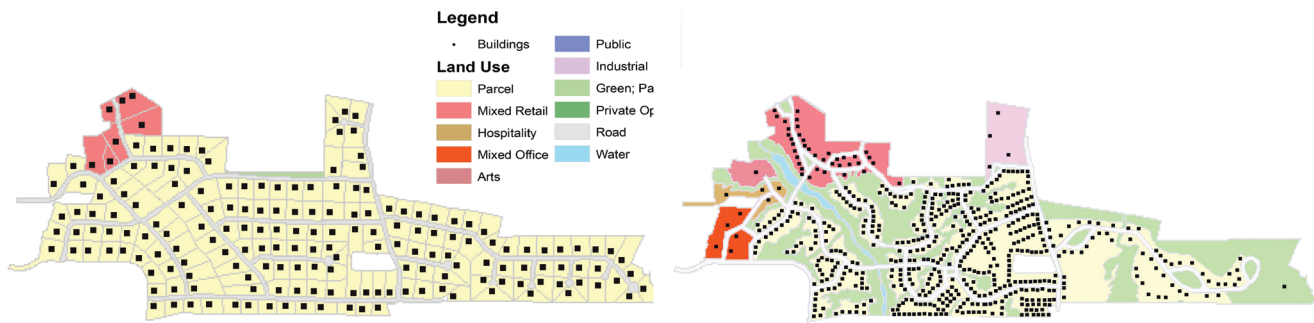 Legend
Buildings
Land Use
Parcel
Mixed Retail
Hospitality
Mixed Office
Arts
Public
Industrial
Green; Pa
Private Op
Road
Water